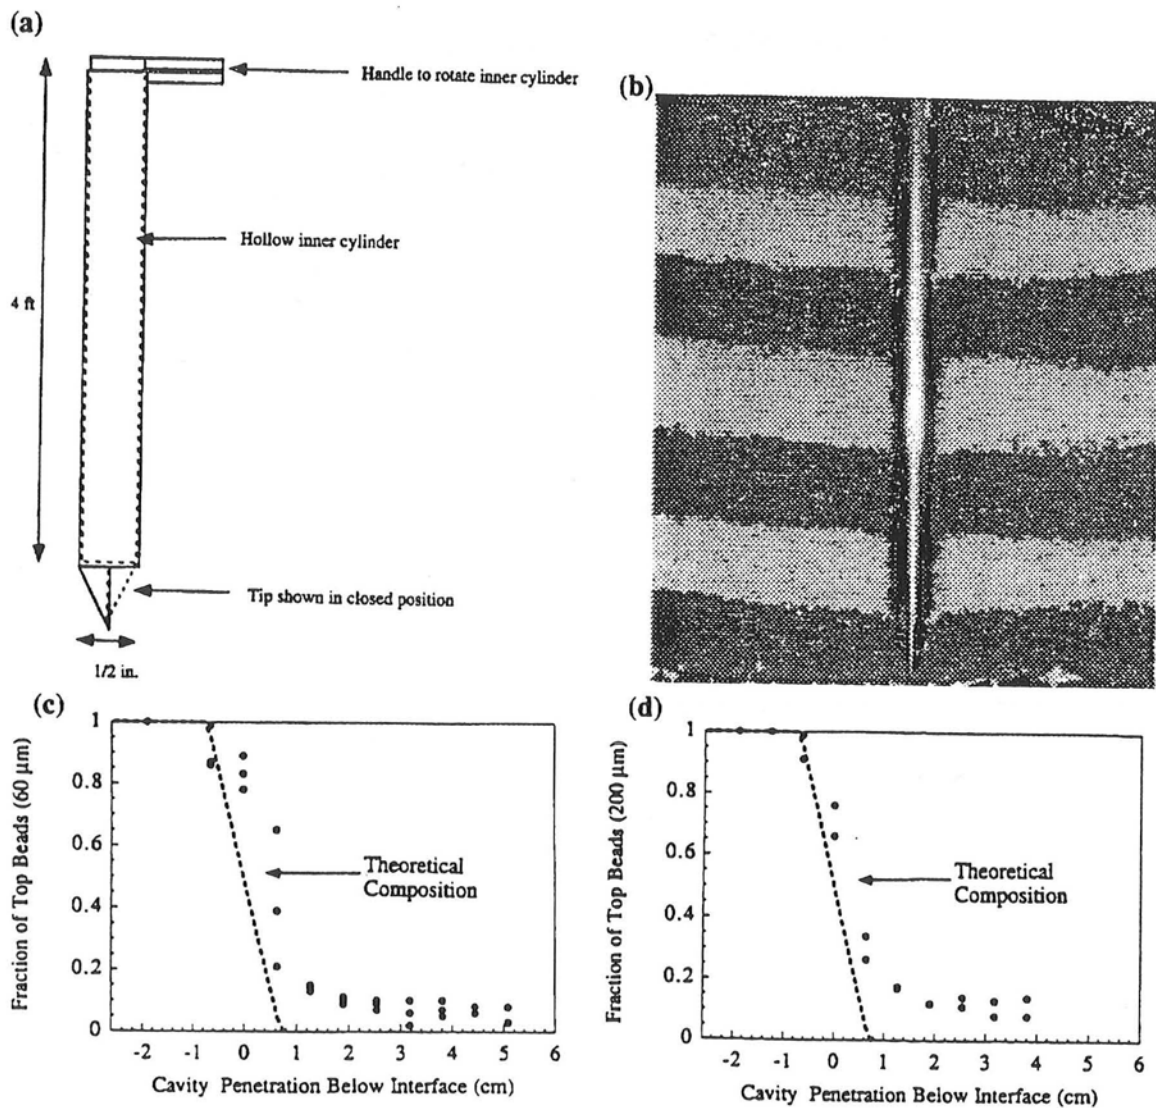 (a)
Handle to rotate inner cylinder
Hollow inner cylinder
4 ft
Tip shown in closed position
1/2 in.
(b)
(c)
Fraction of Top Beads (60 μm)
1
0.8
0.6
0.4
0.2
0
-2 -1 0 1 2 3 4 5 6
Theoretical
Composition
Cavity Penetration Below Interface (cm)
(d)
Fraction of Top Beads (200 μm)
1
0.8
0.6
0.4
0.2
0
-2 -1 0 1 2 3 4 5 6
Theoretical
Composition
Cavity Penetration Below Interface (cm)